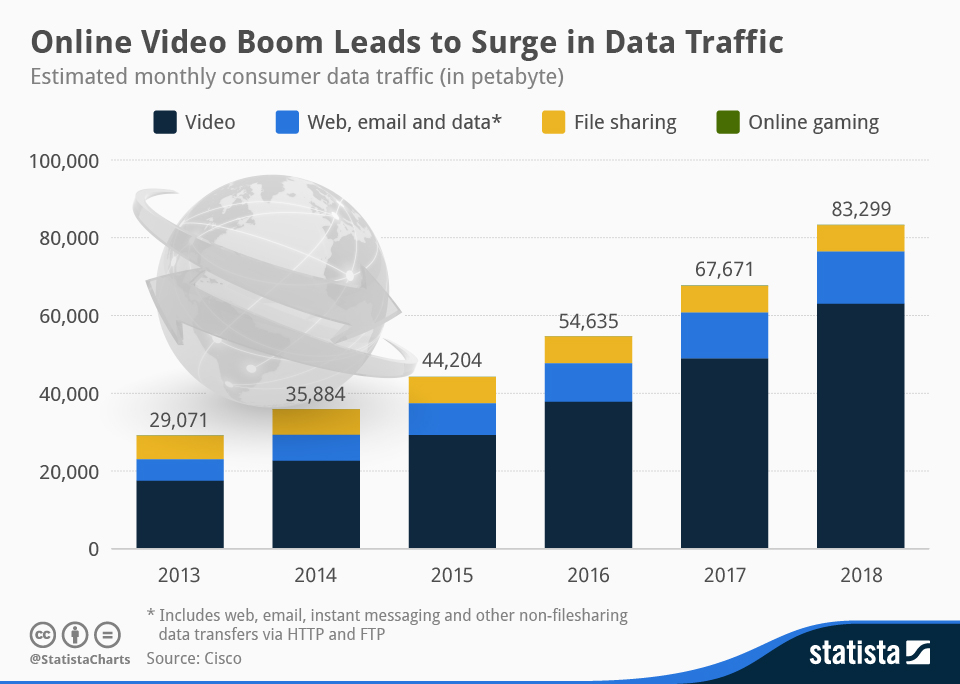 Online Video Boom Leads to Surge in Data Traffic
Estimated monthly consumer data traffic (in petabyte)
Video Web, email and data* File sharing Online gaming
100,000
80,000
60,000
40,000
20,000
0
29,071
35,884
44,204
54,635
67,671
83,299
2013 2014 2015 2016 2017 2018
* Includes web, email, instant messaging and other non-filesharing
data transfers via HTTP and FTP
cc
@StatistaCharts Source: Cisco
statista